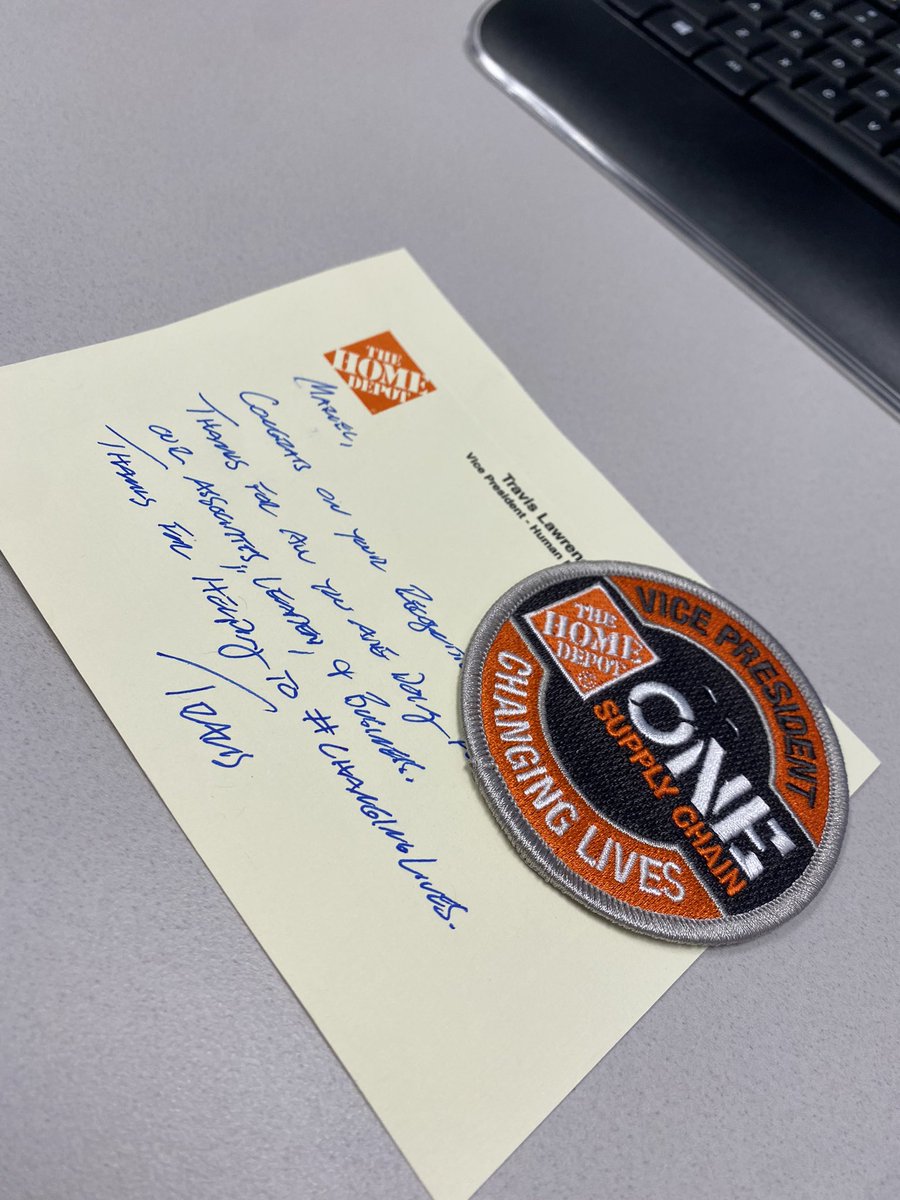 THE
HOME
DEPOT
Travis Lawren
Vice President - Human
CONGRATS ON YOUR
THANKS FOR ALL YOU ARE DOING
OUR ASSOCIATES, LEADERS, & BUSINESS.
THANKS FOR HELPING TO #CHANGINGLIVES.
TRAVIS
VICE PRESIDENT
THE
HOME
DEPOT
ONE
SUPPLY CHAIN
CHANGING LIVES